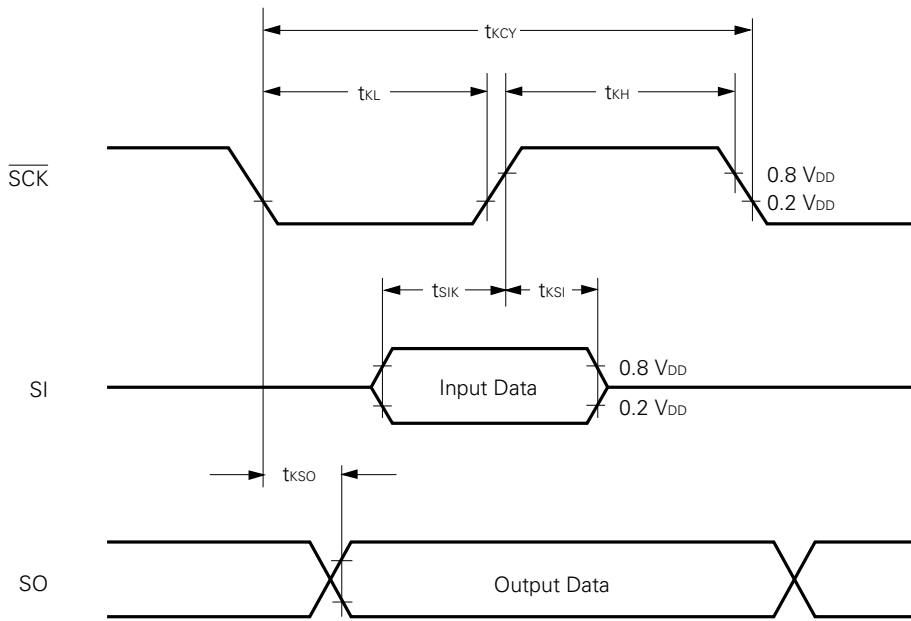 tKCY
tKL
tKH
SCK
0.8 VDD
0.2 VDD
tSIK
tKSI
SI
Input Data
0.8 VDD
0.2 VDD
tKSO
SO
Output Data